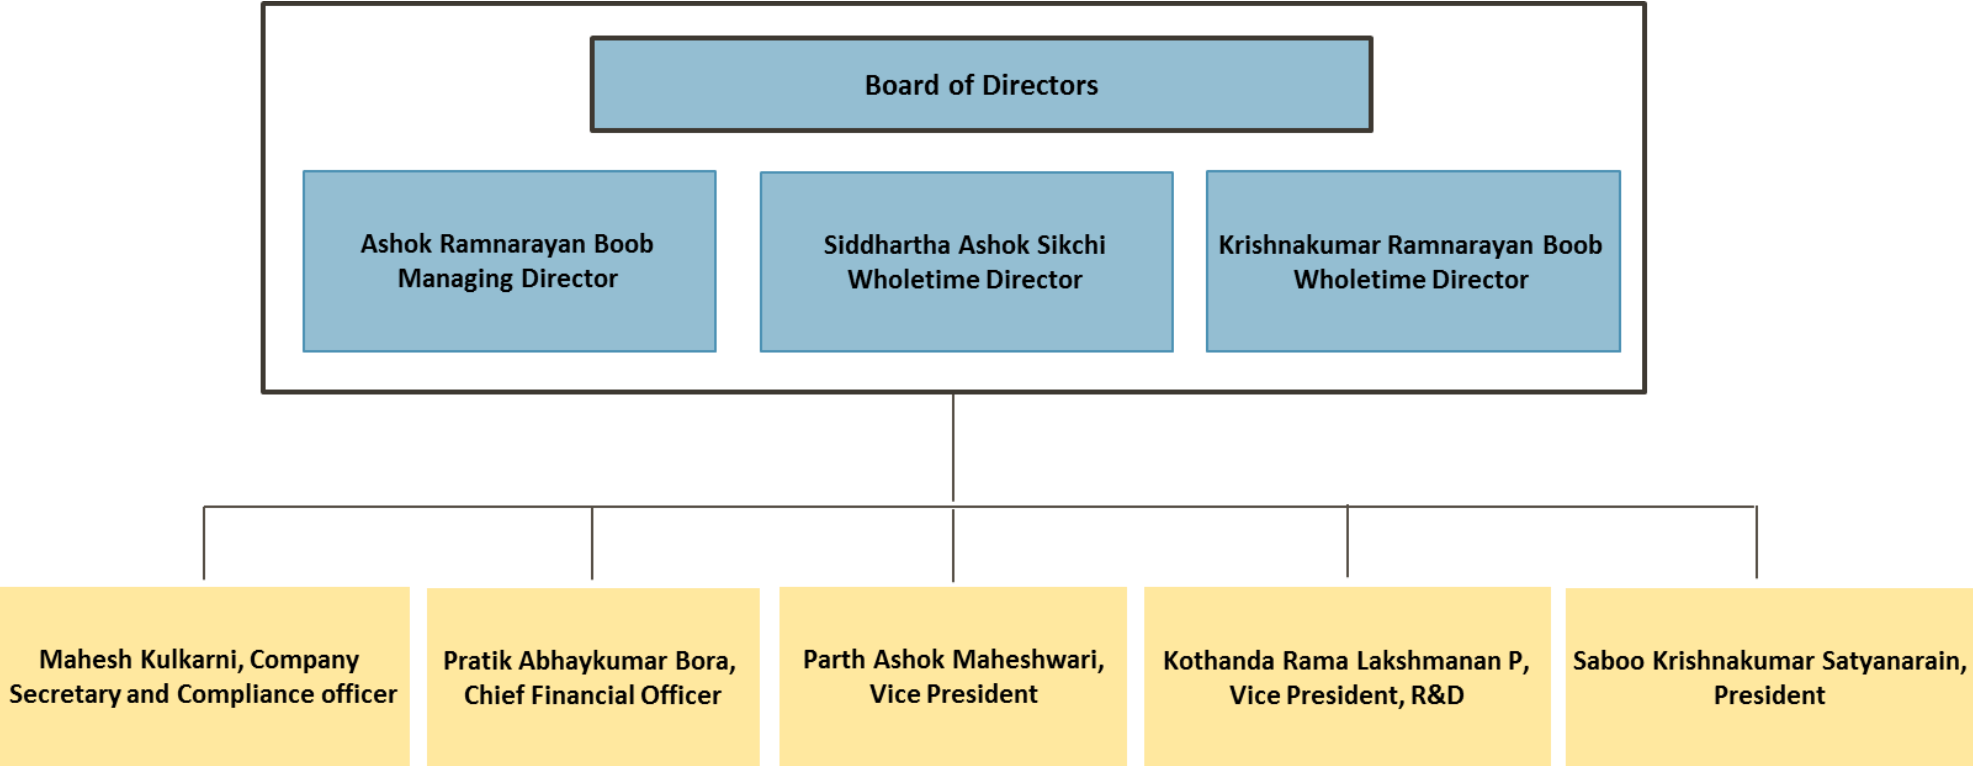 Board of Directors
Ashok Ramnarayan Boob
Managing Director
Siddhartha Ashok Sikchi
Wholetime Director
Krishnakumar Ramnarayan Boob
Wholetime Director
Mahesh Kulkarni, Company
Secretary and Compliance officer
Pratik Abhaykumar Bora,
Chief Financial Officer
Parth Ashok Maheshwari,
Vice President
Kothanda Rama Lakshmanan P,
Vice President, R&D
Saboo Krishnakumar Satyanarain,
President